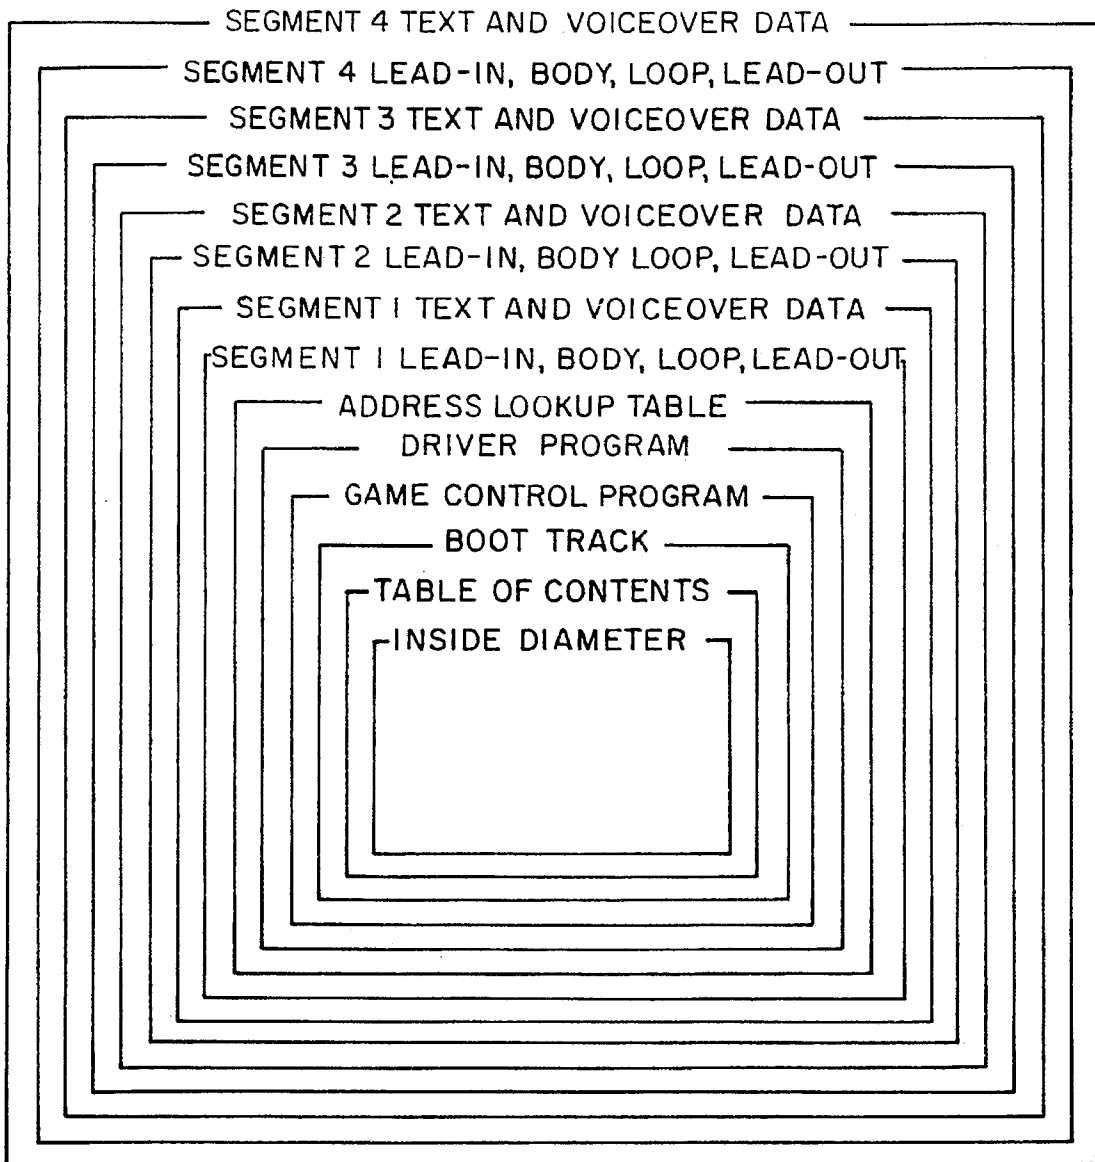 SEGMENT 4 TEXT AND VOICEOVER DATA
SEGMENT 4 LEAD-IN, BODY, LOOP, LEAD-OUT
SEGMENT 3 TEXT AND VOICEOVER DATA
SEGMENT 3 LEAD-IN, BODY, LOOP, LEAD-OUT
SEGMENT 2 TEXT AND VOICEOVER DATA
SEGMENT 2 LEAD-IN, BODY LOOP, LEAD-OUT
SEGMENT 1 TEXT AND VOICEOVER DATA
SEGMENT 1 LEAD-IN, BODY, LOOP, LEAD-OUT
ADDRESS LOOKUP TABLE
DRIVER PROGRAM
GAME CONTROL PROGRAM
BOOT TRACK
TABLE OF CONTENTS
INSIDE DIAMETER